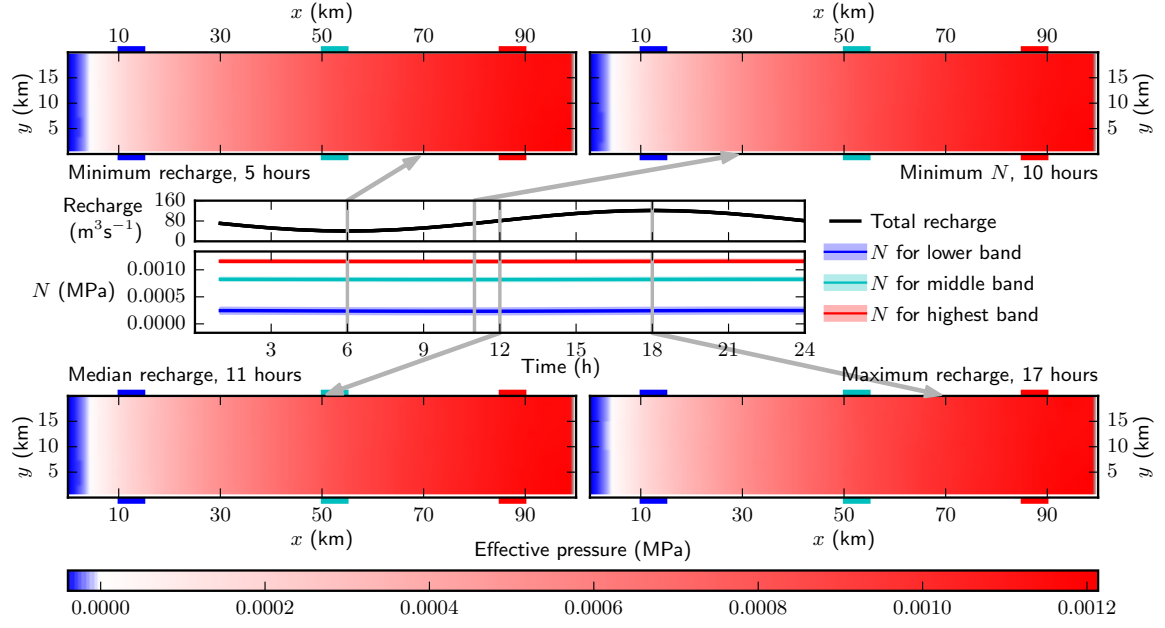 x (km) x (km)
10 30 50 70 90 10 30 50 70 90
y (km) 15 10 5 15 10 5 y (km)
Minimum recharge, 5 hours Minimum N, 10 hours
Recharge (m³s⁻¹) 160 80 0
N (MPa) 0.0010 0.0005 0.0000
3 6 9 12 15 18 21 24
Time (h)
Total recharge
N for lower band
N for middle band
N for highest band
Median recharge, 11 hours Maximum recharge, 17 hours
y (km) 15 10 5 15 10 5 y (km)
10 30 50 70 90 10 30 50 70 90
x (km) x (km)
Effective pressure (MPa)
0.0000 0.0002 0.0004 0.0006 0.0008 0.0010 0.0012